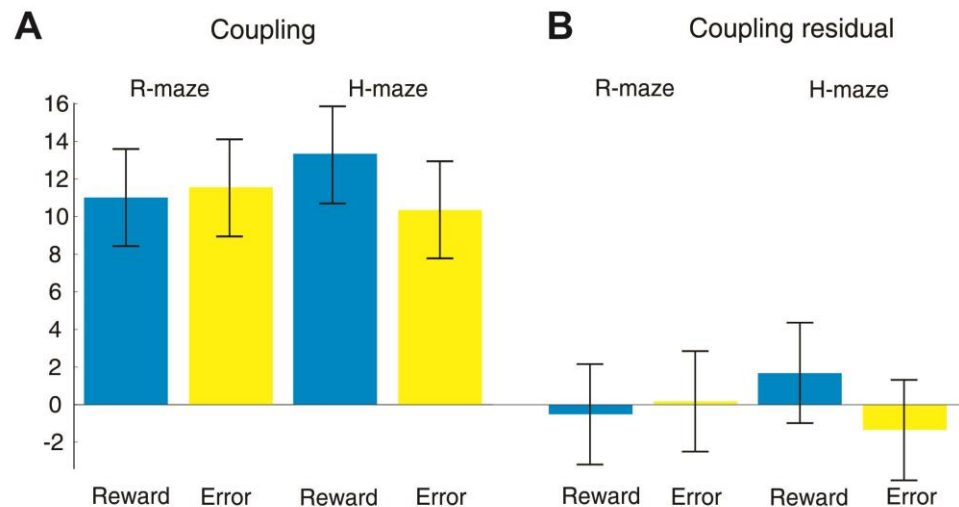 A
Coupling
B
Coupling residual
R-maze
H-maze
R-maze
H-maze
16
14
12
10
8
6
4
2
0
-2
Reward
Error
Reward
Error
Reward
Error
Reward
Error